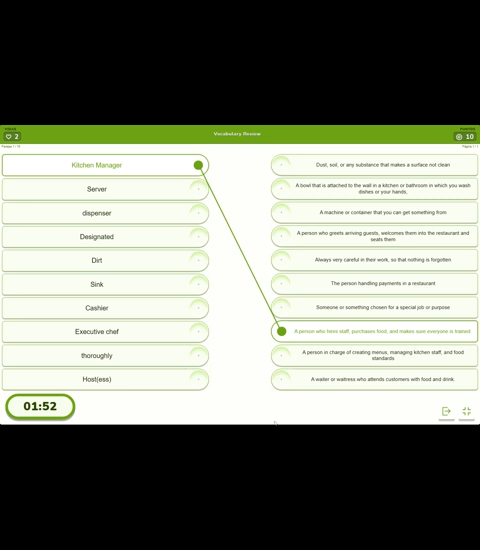 Vocabulary Review
2
10
Kitchen Manager
Server
dispenser
Designated
Dirt
Sink
Cashier
Executive chef
thoroughly
Host(ess)
Dust, soil, or any substance that makes a surface not clean
A bowl that is attached to the wall in a kitchen or bathroom in which you wash
dishes or your hands,
A machine or container that you can get something from
A person who greets arriving guests, welcomes them into the restaurant and
seats them
Always very careful in their work, so that nothing is forgotten
The person handling payments in a restaurant
Someone or something chosen for a special job or purpose
A person who hires staff, purchases food, and makes sure everyone is trained
A person in charge of creating menus, managing kitchen staff, and food
standards
A waiter or waitress who attends customers with food and drink
01:52